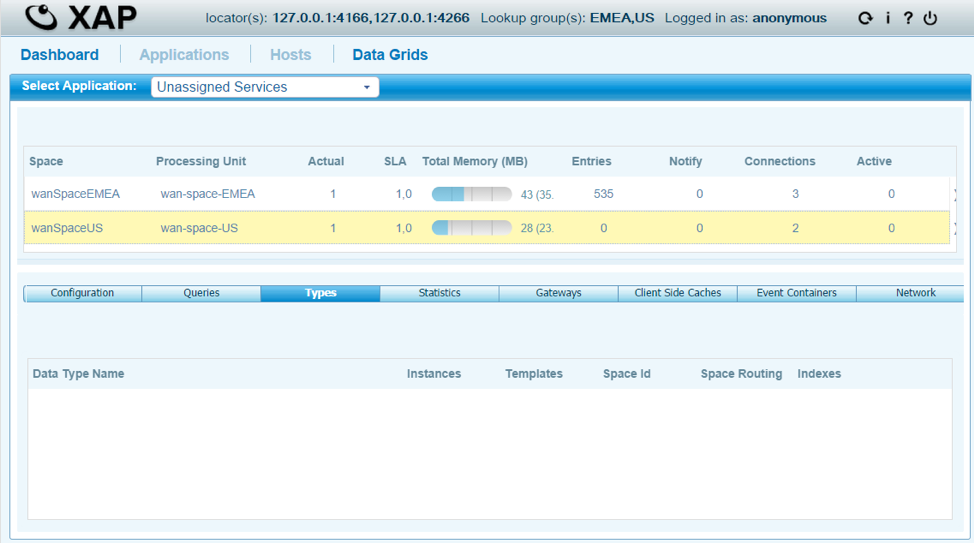 XAP locator(s): 127.0.0.1:4166,127.0.0.1:4266 Lookup group(s): EMEA,US Logged in as: anonymous
Dashboard Applications Hosts Data Grids
Select Application: Unassigned Services
Space Processing Unit Actual SLA Total Memory (MB) Entries Notify Connections Active
wanSpaceEMEA wan-space-EMEA 1 1,0 43 (35. 535 0 3 0
wanSpaceUS wan-space-US 1 1,0 28 (23. 0 0 2 0
Configuration Queries Types Statistics Gateways Client Side Caches Event Containers Network
Data Type Name Instances Templates Space Id Space Routing Indexes